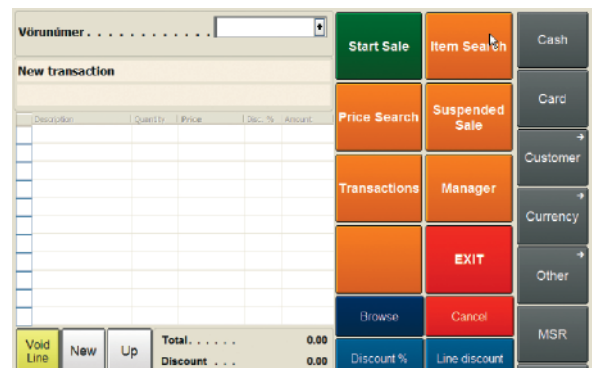 Vörunúmer . . . . . . . . . . . . .
New transaction
Description Quantity Price Disc. % Amount
Void Line
New
Up
Total. . . . . . 0.00
Discount . . . 0.00
Start Sale
Item Search
Price Search
Suspended Sale
Transactions
Manager
EXIT
Browse
Cancel
Discount %
Line discount
Cash
Card
Customer
Currency
Other
MSR